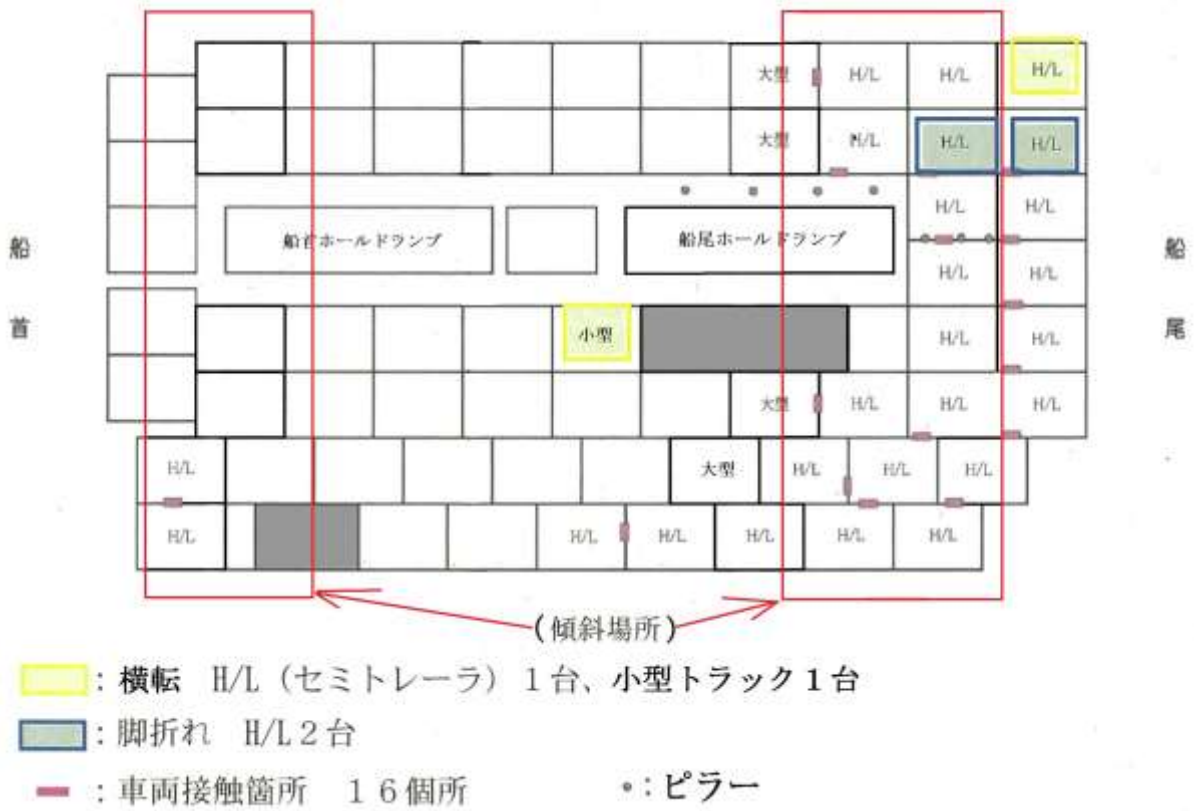 大型 H/L H/L H/L
大型 H/L H/L H/L
H/L H/L
船首
船首ホールドランプ
船尾ホールドランプ
船尾
H/L H/L
小型 H/L H/L
大型 H/L H/L H/L
H/L 大型 H/L H/L H/L
H/L H/L H/L H/L H/L H/L
(傾斜場所)
：横転 H/L（セミトレーラ）１台、小型トラック１台
：脚折れ H/L２台
：車両接触箇所 １６個所 ：ピラー